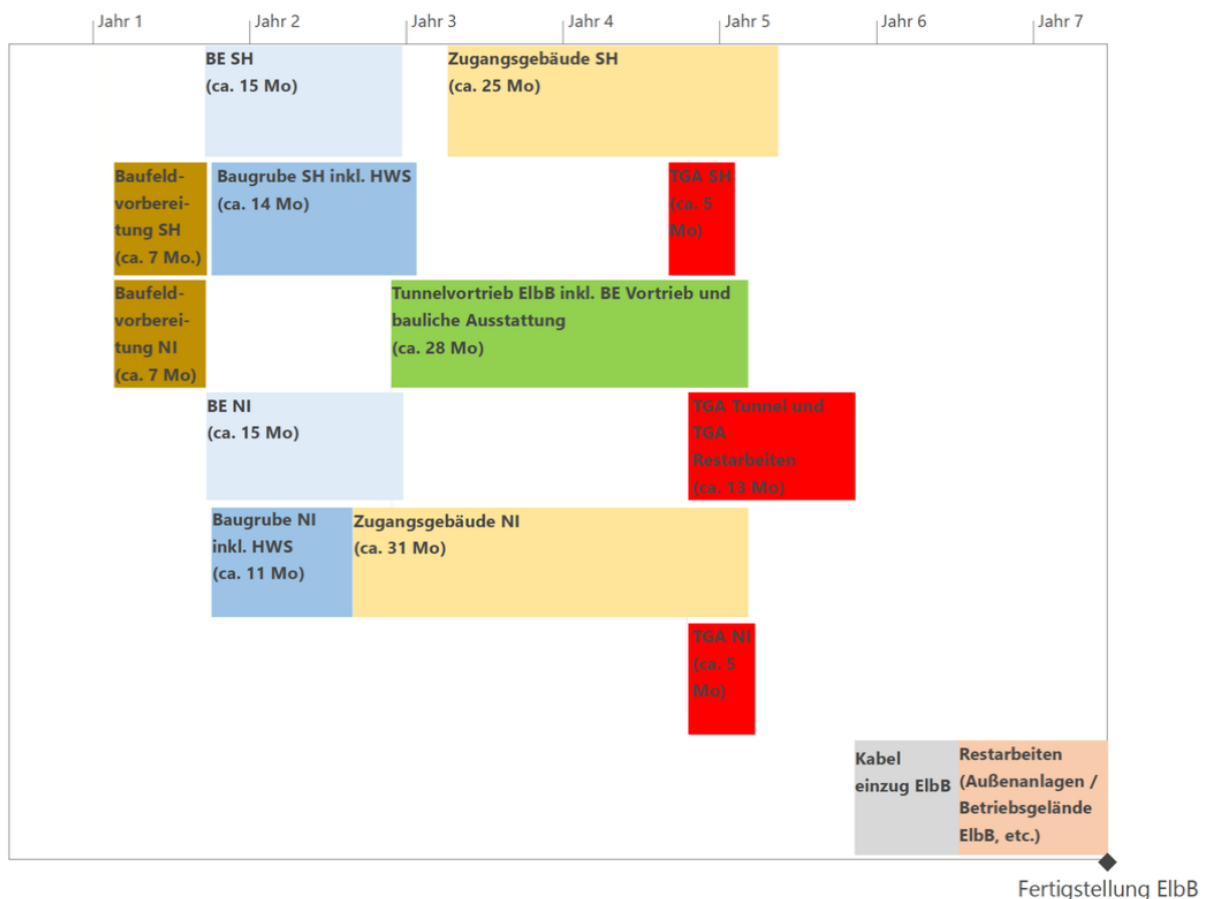 Jahr 1
Jahr 2
Jahr 3
Jahr 4
Jahr 5
Jahr 6
Jahr 7
BE SH
(ca. 15 Mo)
Zugangsgebäude SH
(ca. 25 Mo)
Baufeld-
vorberei-
tung SH
(ca. 7 Mo.)
Baugrube SH inkl. HWS
(ca. 14 Mo)
TGA SH
(ca. 5
Mo)
Baufeld-
vorberei-
tung NI
(ca. 7 Mo)
Tunnelvortrieb ElbB inkl. BE Vortrieb und
bauliche Ausstattung
(ca. 28 Mo)
BE NI
(ca. 15 Mo)
TGA Tunnel und
TGA
Restarbeiten
(ca. 13 Mo)
Baugrube NI
inkl. HWS
(ca. 11 Mo)
Zugangsgebäude NI
(ca. 31 Mo)
TGA NI
(ca. 5
Mo)
Kabel
einzug ElbB
Restarbeiten
(Außenanlagen /
Betriebsgelände
ElbB, etc.)
Fertigstellung ElbB